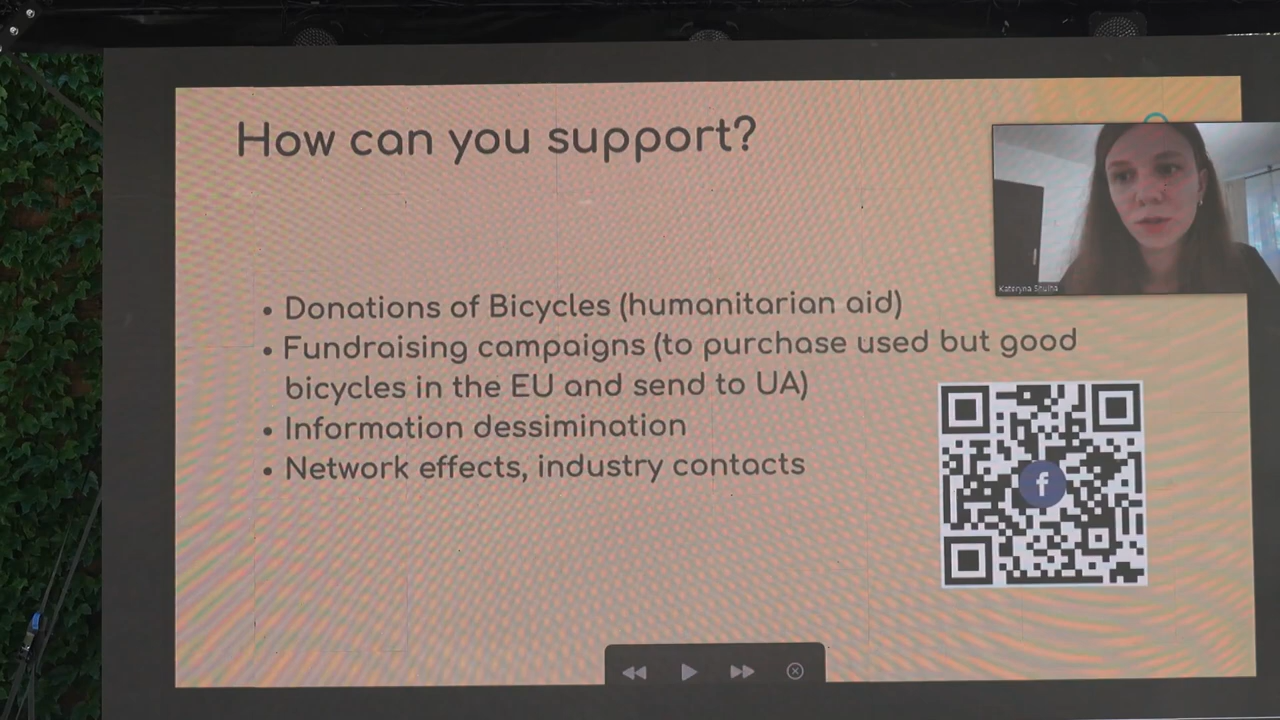 How can you support?
Kateryna Shulha
• Donations of Bicycles (humanitarian aid)
• Fundraising campaigns (to purchase used but good
bicycles in the EU and send to UA)
• Information dessimination
• Network effects, industry contacts
f